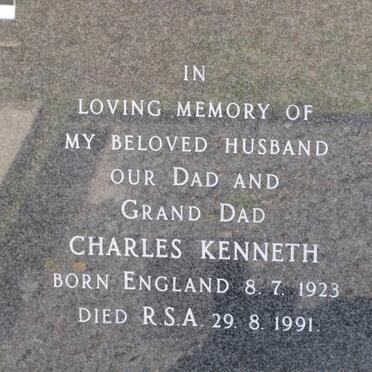 IN
LOVING MEMORY OF
MY BELOVED HUSBAND
OUR DAD AND
GRAND DAD
CHARLES KENNETH
BORN ENGLAND 8. 7. 1923
DIED R.S.A. 29. 8. 1991.